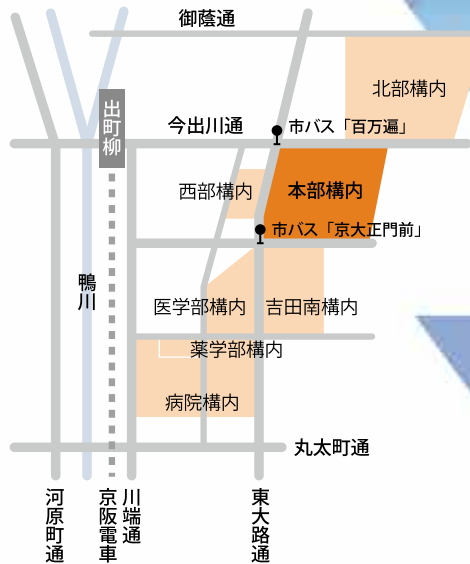 御蔭通
北部構内
出町柳
今出川通
市バス「百万遍」
西部構内
本部構内
市バス「京大正門前」
鴨川
医学部構内
吉田南構内
薬学部構内
病院構内
丸太町通
河原町通
京阪電車
川端通
東大路通